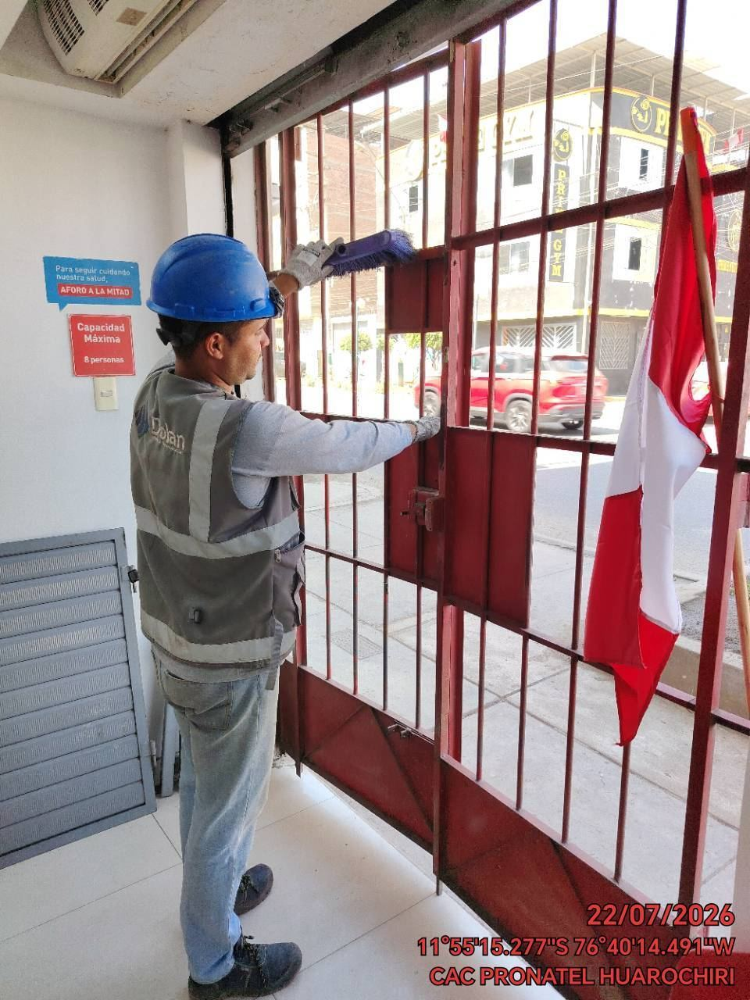 Para seguir cuidando
nuestra salud,
AFORO A LA MITAD
Capacidad
Máxima
8 personas
Dolan
GYM
PRIME GYM
22/07/2026
11°55'15.277"S 76°40'14.491"W
CAC PRONATEL HUAROCHIRI